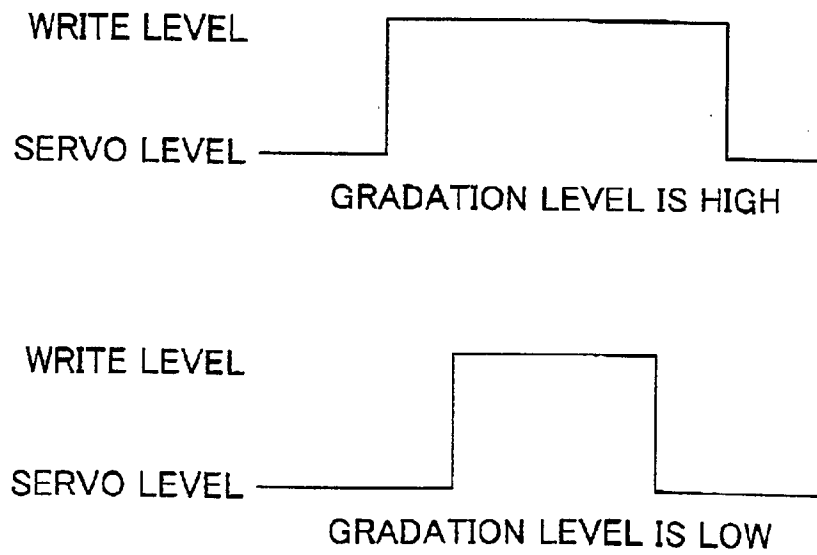 WRITE LEVEL
SERVO LEVEL
GRADATION LEVEL IS HIGH
WRITE LEVEL
SERVO LEVEL
GRADATION LEVEL IS LOW